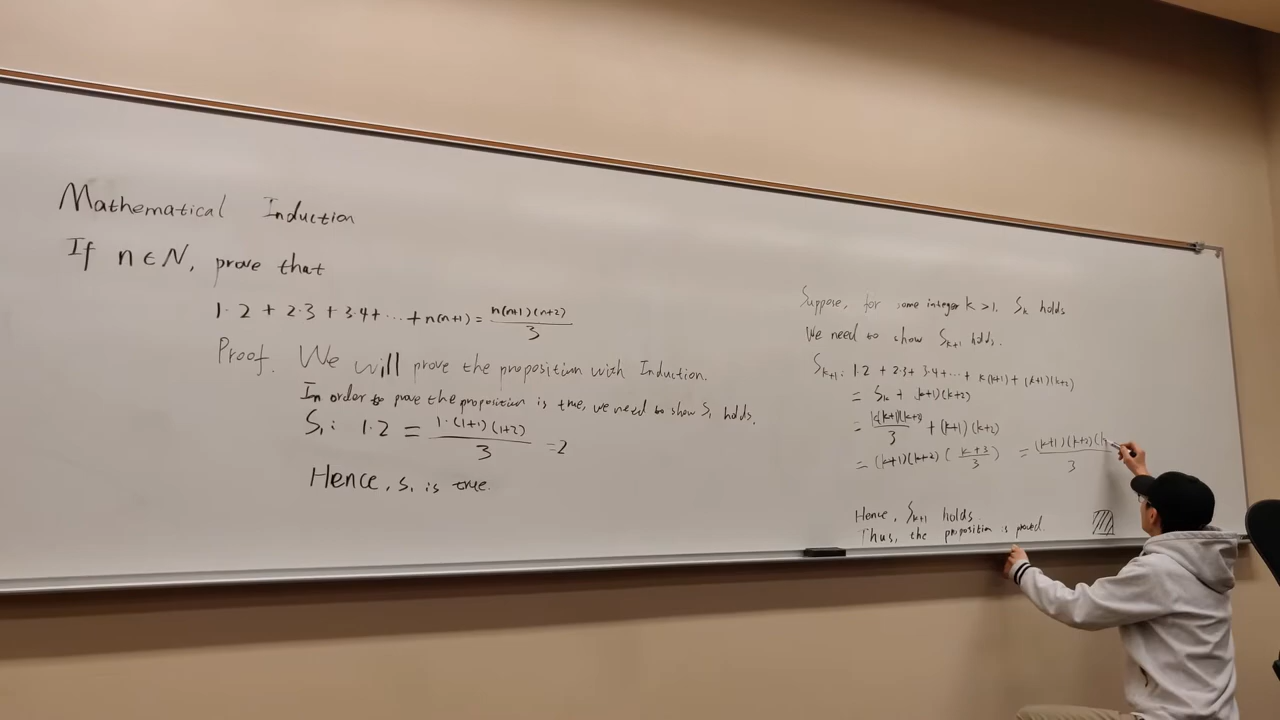 Mathematical Induction
If n∈N, prove that
1·2 + 2·3 + 3·4 + ··· + n(n+1) = n(n+1)(n+2)/3
Proof. We will prove the proposition with Induction.
In order to prove the proposition is true, we need to show S₁ holds.
S₁: 1·2 = 1·(1+1)(1+2)/3 = 2
Hence, S₁ is true.
Suppose, for some integer k>1, Sₖ holds
We need to show Sₖ₊₁ holds.
Sₖ₊₁: 1·2 + 2·3 + 3·4 + ··· + k(k+1) + (k+1)(k+2)
= Sₖ + (k+1)(k+2)
= k(k+1)(k+2)/3 + (k+1)(k+2)
= (k+1)(k+2)(k+3/3) = (k+1)(k+2)(k/3
Hence, Sₖ₊₁ holds
Thus, the proposition is proved.